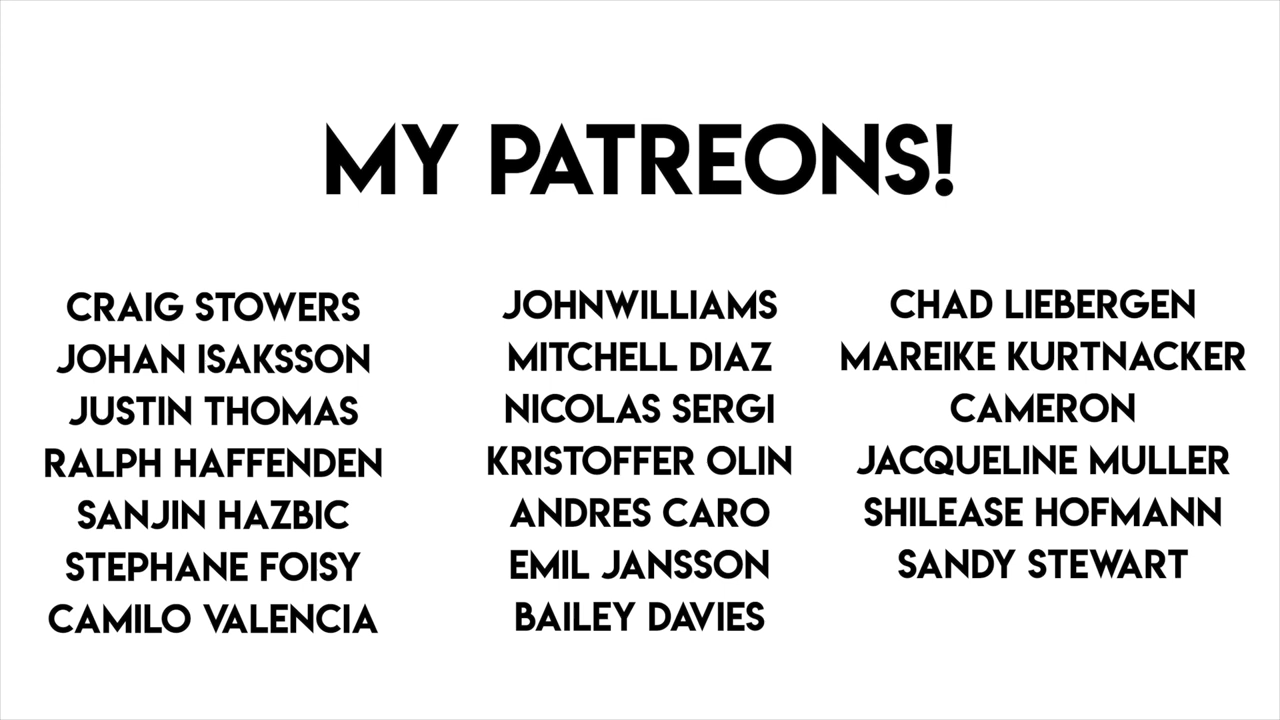 MY PATREONS!
CRAIG STOWERS
JOHAN ISAKSSON
JUSTIN THOMAS
RALPH HAFFENDEN
SANJIN HAZBIC
STEPHANE FOISY
CAMILO VALENCIA
JOHNWILLIAMS
MITCHELL DIAZ
NICOLAS SERGI
KRISTOFFER OLIN
ANDRES CARO
EMIL JANSSON
BAILEY DAVIES
CHAD LIEBERGEN
MAREIKE KURTNACKER
CAMERON
JACQUELINE MULLER
SHILEASE HOFMANN
SANDY STEWART